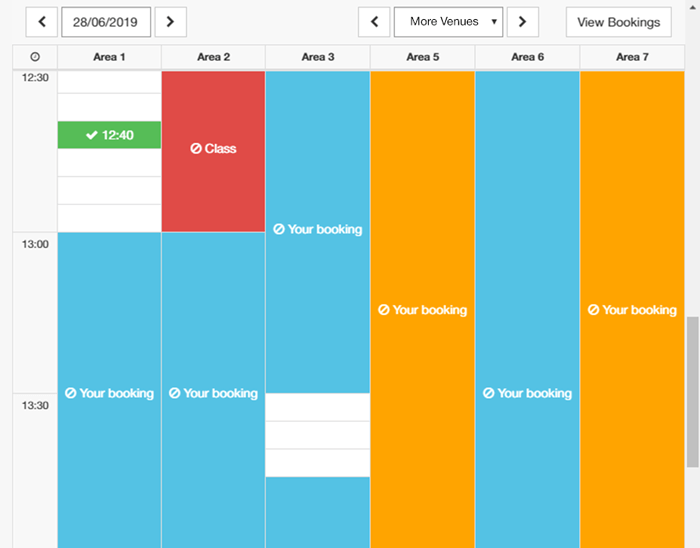 28/06/2019 More Venues View Bookings
Area 1 Area 2 Area 3 Area 5 Area 6 Area 7
12:30
12:40
Class
13:00
Your booking
Your booking Your booking
Your booking Your booking Your booking
13:30